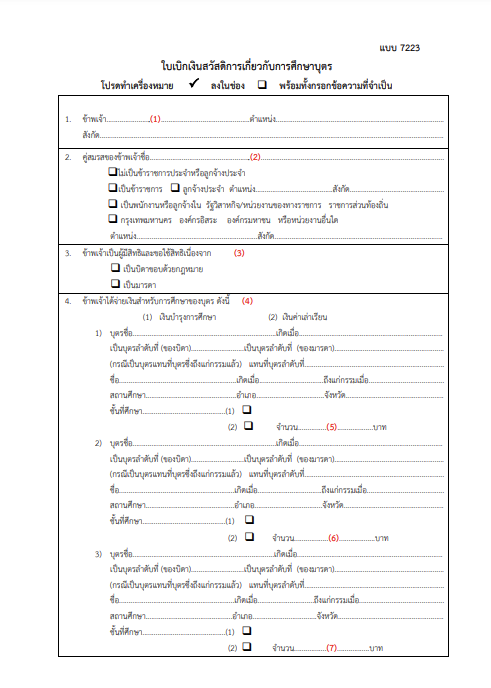 แบบ 7223
ใบเบิกเงินสวัสดิการเกี่ยวกับการศึกษาบุตร
โปรดทำเครื่องหมาย ✓ ลงในช่อง ❑ พร้อมทั้งกรอกข้อความที่จำเป็น
1. ข้าพเจ้า....................(1)........................................ตำแหน่ง................................................................
สังกัด................................................................................................................................
2. คู่สมรสของข้าพเจ้าชื่อ..............................................(2)................................................................
❑ไม่เป็นข้าราชการประจำหรือลูกจ้างประจำ
❑เป็นข้าราชการ ❑ ลูกจ้างประจำ ตำแหน่ง..................................สังกัด........................................
❑ เป็นพนักงานหรือลูกจ้างใน รัฐวิสาหกิจ/หน่วยงานของทางราชการ ราชการส่วนท้องถิ่น
❑ กรุงเทพมหานคร องค์กรอิสระ องค์กรมหาชน หรือหน่วยงานอื่นใด
ตำแหน่ง......................................................สังกัด................................................................
3. ข้าพเจ้าเป็นผู้มีสิทธิและขอใช้สิทธิเนื่องจาก (3)
❑ เป็นบิดาชอบด้วยกฎหมาย
❑ เป็นมารดา
4. ข้าพเจ้าได้จ่ายเงินสำหรับการศึกษาของบุตร ดังนี้ (4)
(1) เงินบำรุงการศึกษา (2) เงินค่าเล่าเรียน
1) บุตรชื่อ................................................................เกิดเมื่อ................................................................
เป็นบุตรลำดับที่ (ของบิดา)........................เป็นบุตรลำดับที่ (ของมารดา)................................................
(กรณีเป็นบุตรแทนที่บุตรซึ่งถึงแก่กรรมแล้ว) แทนที่บุตรลำดับที่................................................................
ชื่อ....................................................เกิดเมื่อ..............................ถึงแก่กรรมเมื่อ..................................
สถานศึกษา........................................อำเภอ................................จังหวัด........................................
ชั้นที่ศึกษา......................................(1) ❑
(2) ❑ จำนวน..............(5)..................บาท
2) บุตรชื่อ................................................................เกิดเมื่อ................................................................
เป็นบุตรลำดับที่ (ของบิดา)........................เป็นบุตรลำดับที่ (ของมารดา)................................................
(กรณีเป็นบุตรแทนที่บุตรซึ่งถึงแก่กรรมแล้ว) แทนที่บุตรลำดับที่................................................................
ชื่อ....................................................เกิดเมื่อ..............................ถึงแก่กรรมเมื่อ..................................
สถานศึกษา........................................อำเภอ................................จังหวัด........................................
ชั้นที่ศึกษา......................................(1) ❑
(2) ❑ จำนวน................(6)..................บาท
3) บุตรชื่อ................................................................เกิดเมื่อ................................................................
เป็นบุตรลำดับที่ (ของบิดา)........................เป็นบุตรลำดับที่ (ของมารดา)................................................
(กรณีเป็นบุตรแทนที่บุตรซึ่งถึงแก่กรรมแล้ว) แทนที่บุตรลำดับที่................................................................
ชื่อ....................................................เกิดเมื่อ..........................ถึงแก่กรรมเมื่อ......................................
สถานศึกษา......................................อำเภอ................................จังหวัด..........................................
ชั้นที่ศึกษา......................................(1) ❑
(2) ❑ จำนวน..............(7)................บาท